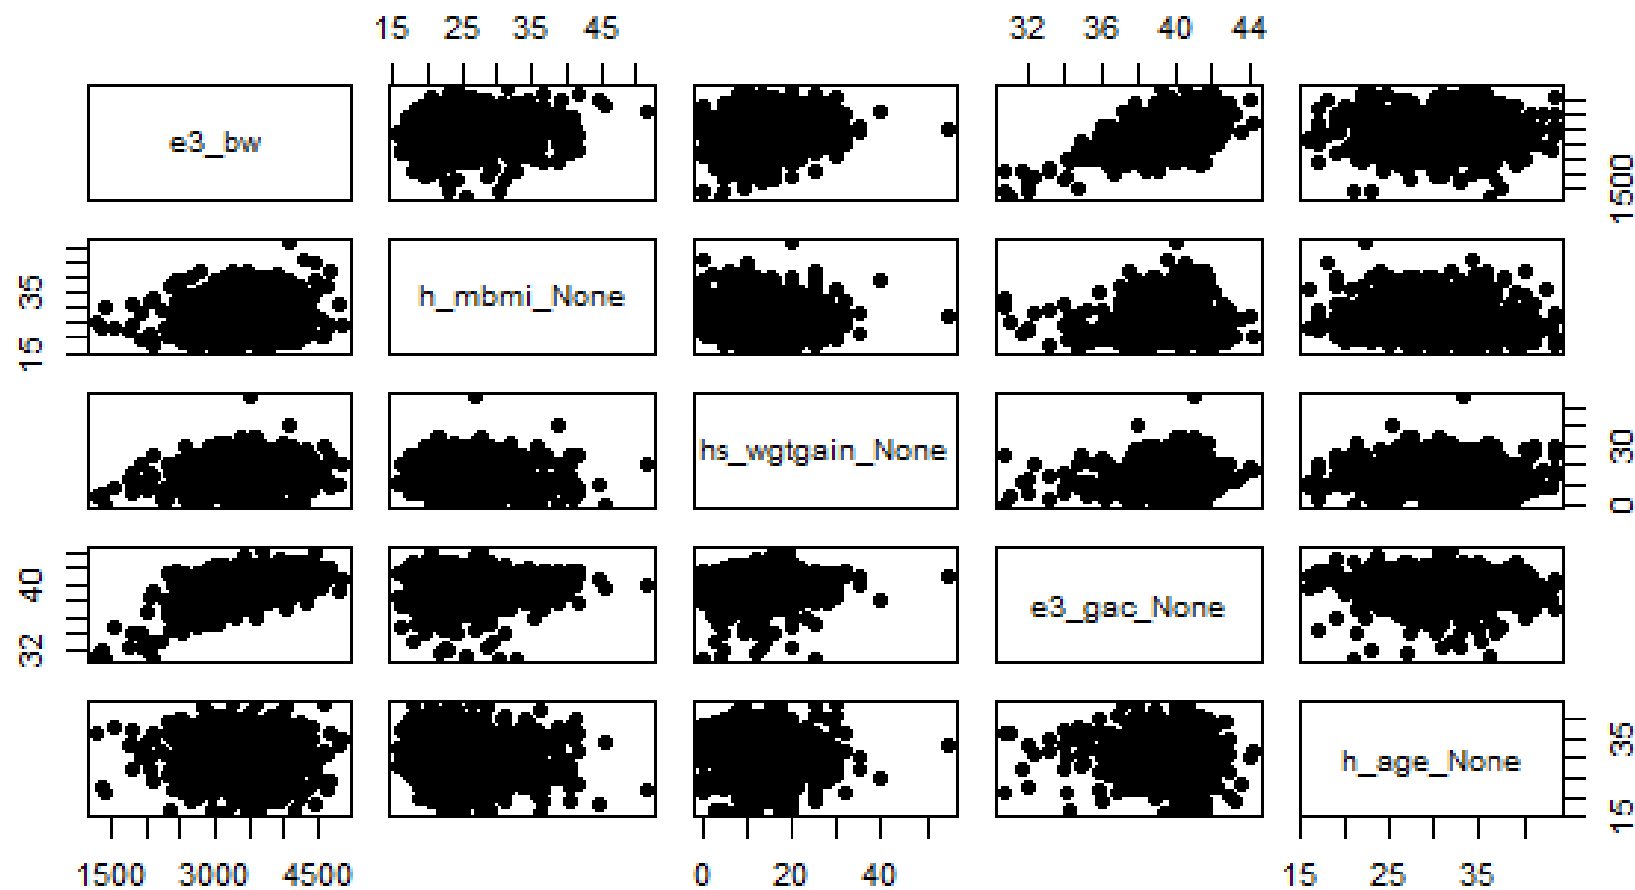 15 25 35 45 32 36 40 44
e3_bw
1500
15 35
h_mbmi_None
hs_wgtgain_None
0 30
32 40
e3_gac_None
h_age_None
15 35
1500 3000 4500 0 20 40 15 25 35